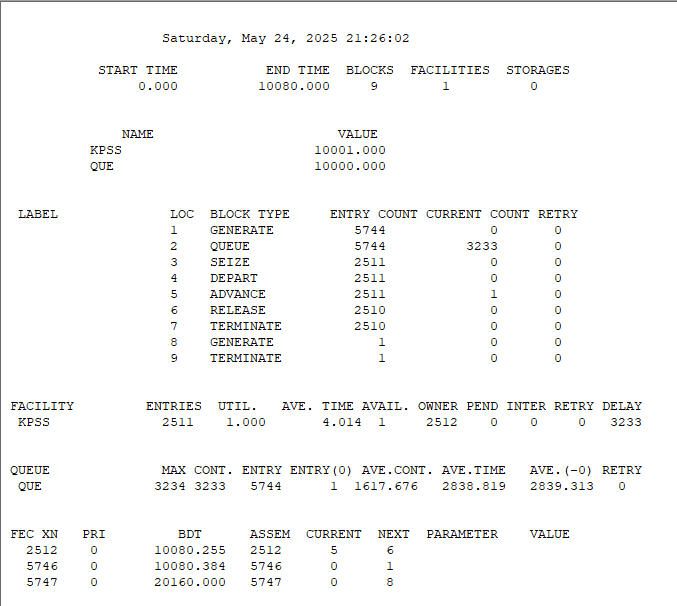 Saturday, May 24, 2025 21:26:02
START TIME END TIME BLOCKS FACILITIES STORAGES
0.000 10080.000 9 1 0
NAME VALUE
KPSS 10001.000
QUE 10000.000
LABEL LOC BLOCK TYPE ENTRY COUNT CURRENT COUNT RETRY
1 GENERATE 5744 0 0
2 QUEUE 5744 3233 0
3 SEIZE 2511 0 0
4 DEPART 2511 0 0
5 ADVANCE 2511 1 0
6 RELEASE 2510 0 0
7 TERMINATE 2510 0 0
8 GENERATE 1 0 0
9 TERMINATE 1 0 0
FACILITY ENTRIES UTIL. AVE. TIME AVAIL. OWNER PEND INTER RETRY DELAY
KPSS 2511 1.000 4.014 1 2512 0 0 0 3233
QUEUE MAX CONT. ENTRY ENTRY(0) AVE.CONT. AVE.TIME AVE.(-0) RETRY
QUE 3234 3233 5744 1 1617.676 2838.819 2839.313 0
FEC XN PRI BDT ASSEM CURRENT NEXT PARAMETER VALUE
2512 0 10080.255 2512 5 6
5746 0 10080.384 5746 0 1
5747 0 20160.000 5747 0 8